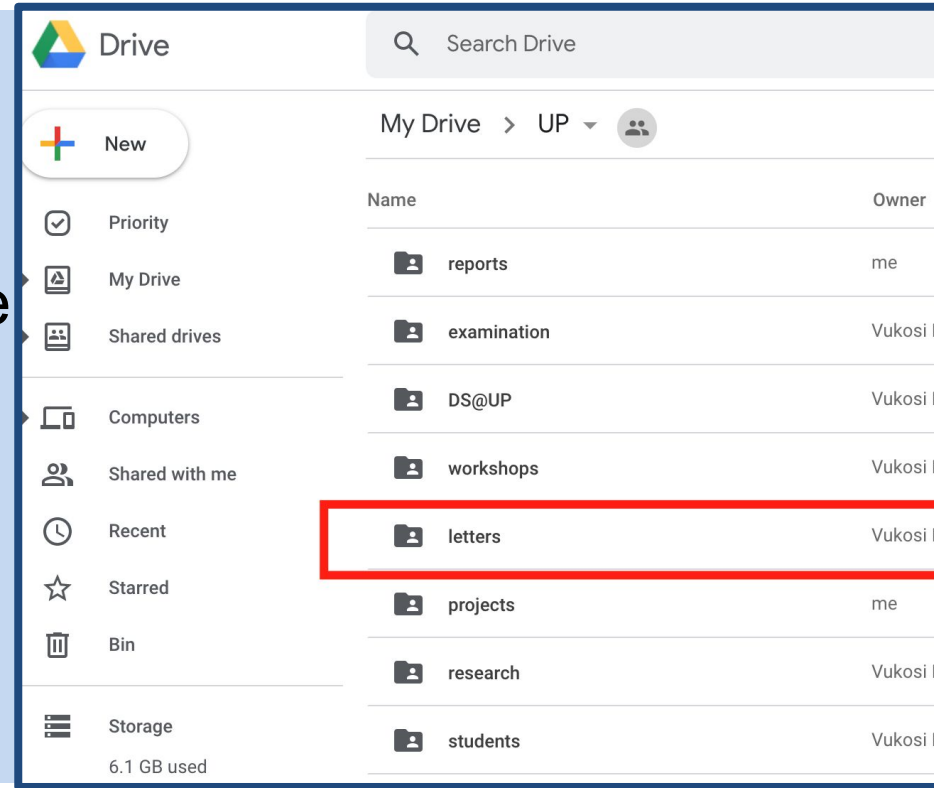 Drive
Search Drive
New
My Drive > UP
Name Owner
Priority
My Drive
Shared drives
Computers
Shared with me
Recent
Starred
Bin
Storage
6.1 GB used
reports me
examination Vukosi
DS@UP Vukosi
workshops Vukosi
letters Vukosi
projects me
research Vukosi
students Vukosi